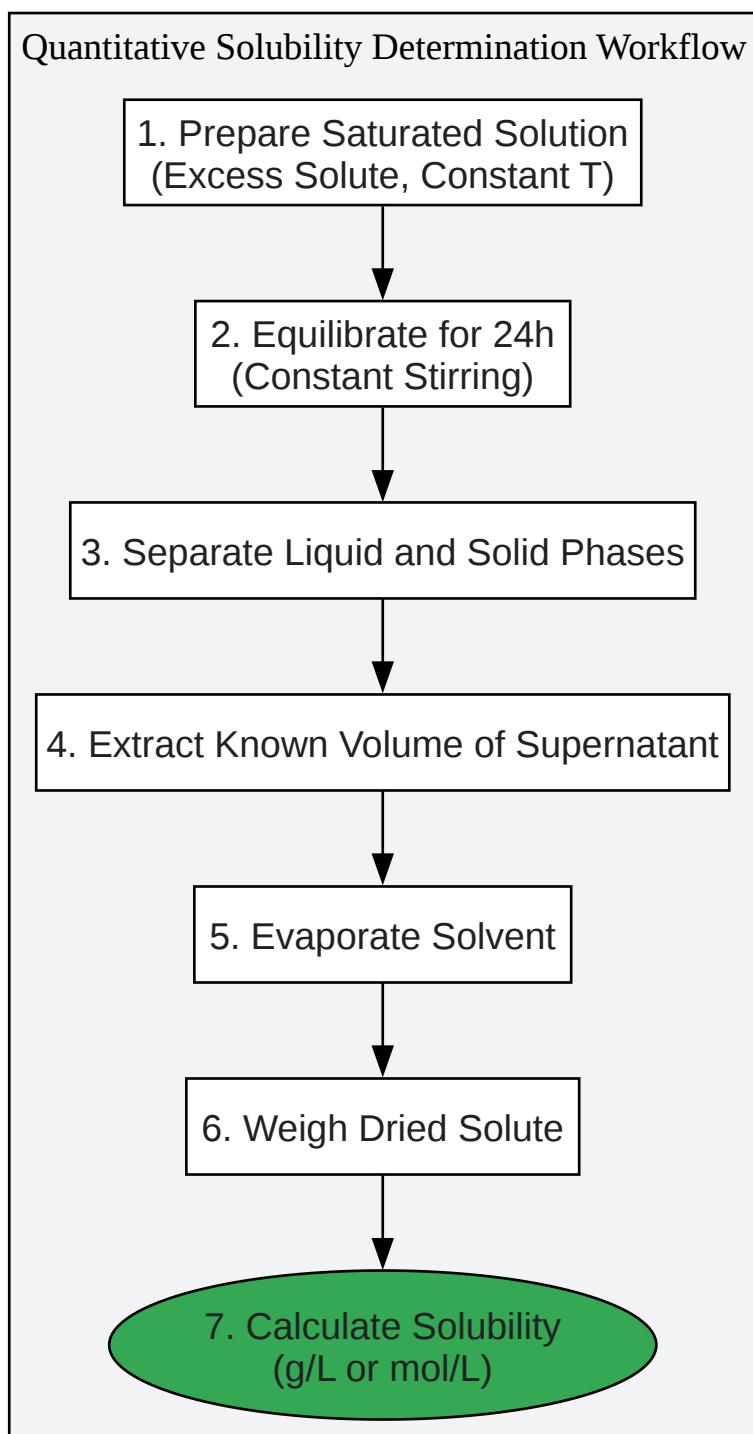 Quantitative Solubility Determination Workflow
1. Prepare Saturated Solution
(Excess Solute, Constant T)
2. Equilibrate for 24h
(Constant Stirring)
3. Separate Liquid and Solid Phases
4. Extract Known Volume of Supernatant
5. Evaporate Solvent
6. Weigh Dried Solute
7. Calculate Solubility
(g/L or mol/L)